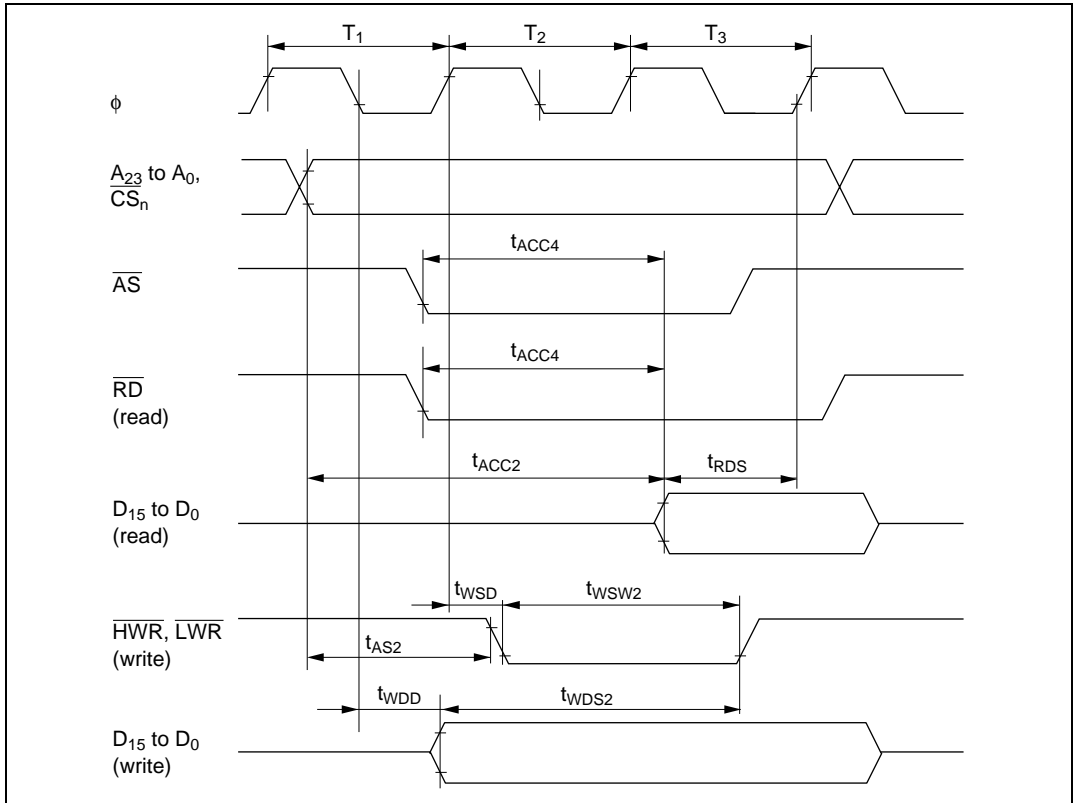 T1 T2 T3
ϕ
A23 to A0,
CSn
tACC4
AS
tACC4
RD
(read)
tACC2 tRDS
D15 to D0
(read)
tWSD tWSW2
HWR, LWR
tAS2
(write)
tWDD tWDS2
D15 to D0
(write)